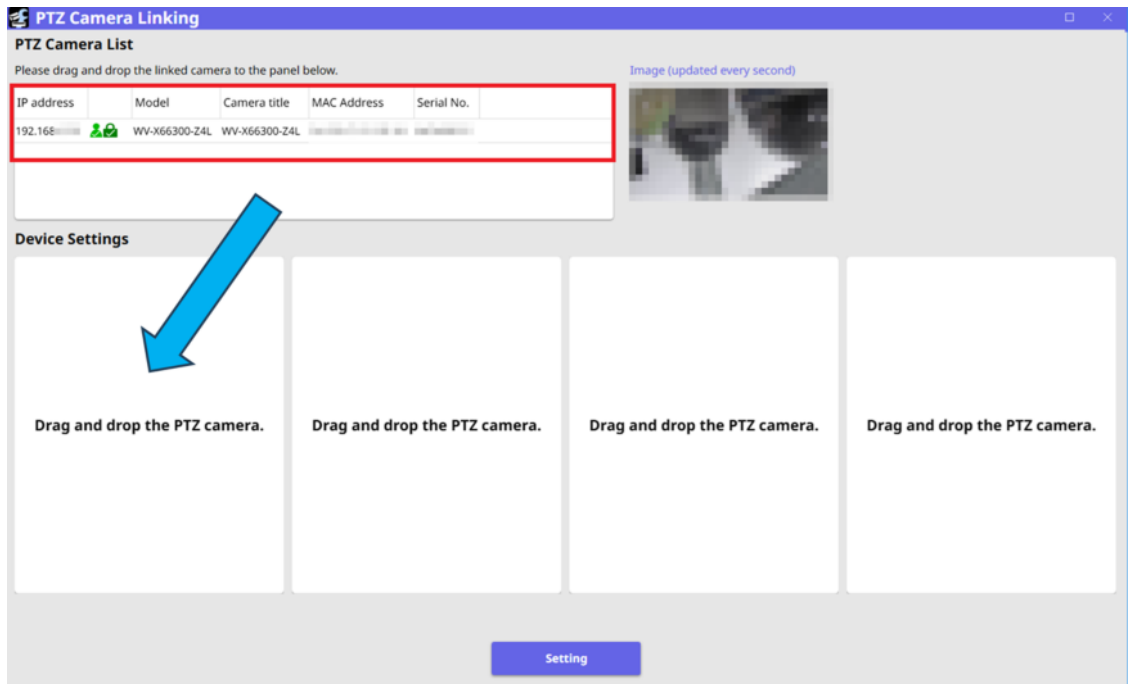 PTZ Camera Linking
PTZ Camera List
Please drag and drop the linked camera to the panel below.
Image (updated every second)
IP address Model Camera title MAC Address Serial No.
192.168 WV-X66300-Z4L WV-X66300-Z4L
Device Settings
Drag and drop the PTZ camera. Drag and drop the PTZ camera. Drag and drop the PTZ camera. Drag and drop the PTZ camera.
Setting